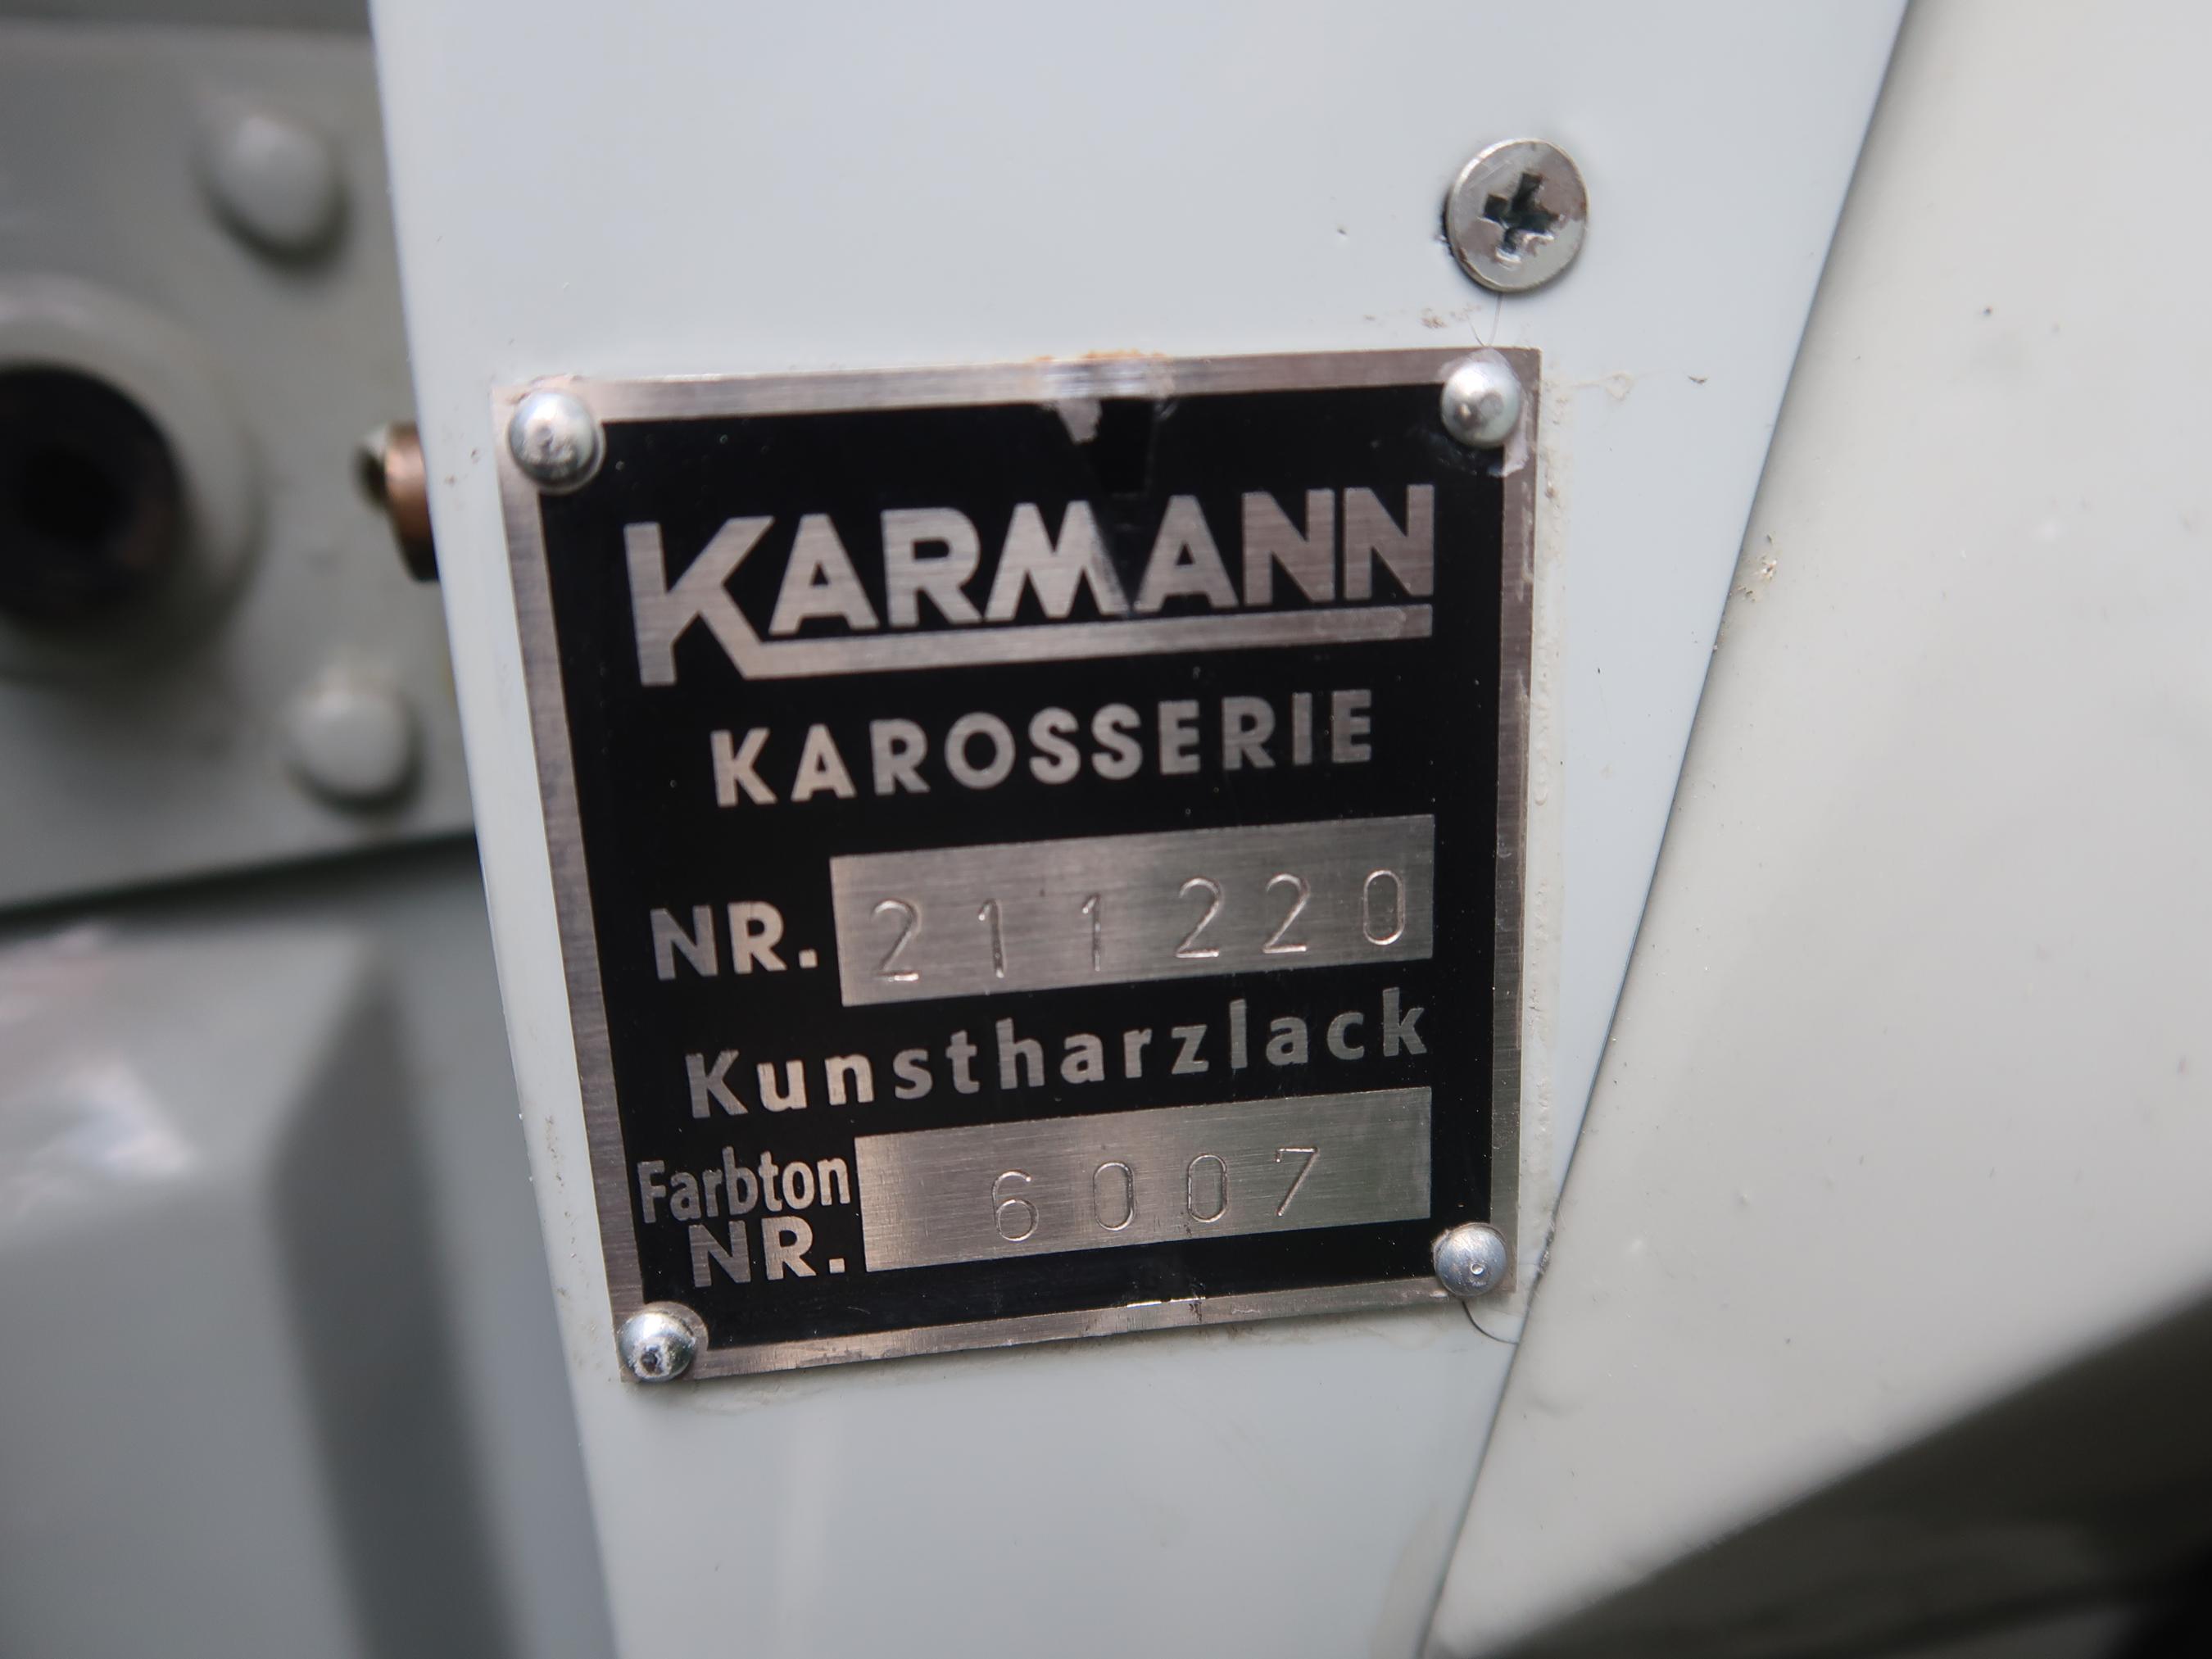 KARMANN
KAROSSERIE
NR. 211220
Kunstharzlack
Farbton
NR. 6007